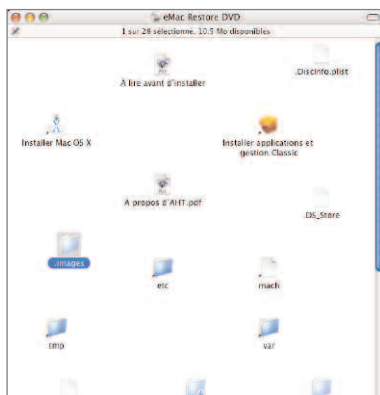 eMac Restore DVD
1 sur 28 sélectionné, 10,5 Mo disponibles
À lire avant d'installer
.DiscInfo.plist
Installer Mac OS X
Installer applications et
gestion Classic
À propos d'AHT.pdf
.DS_Store
.images
etc
mach
tmp
var